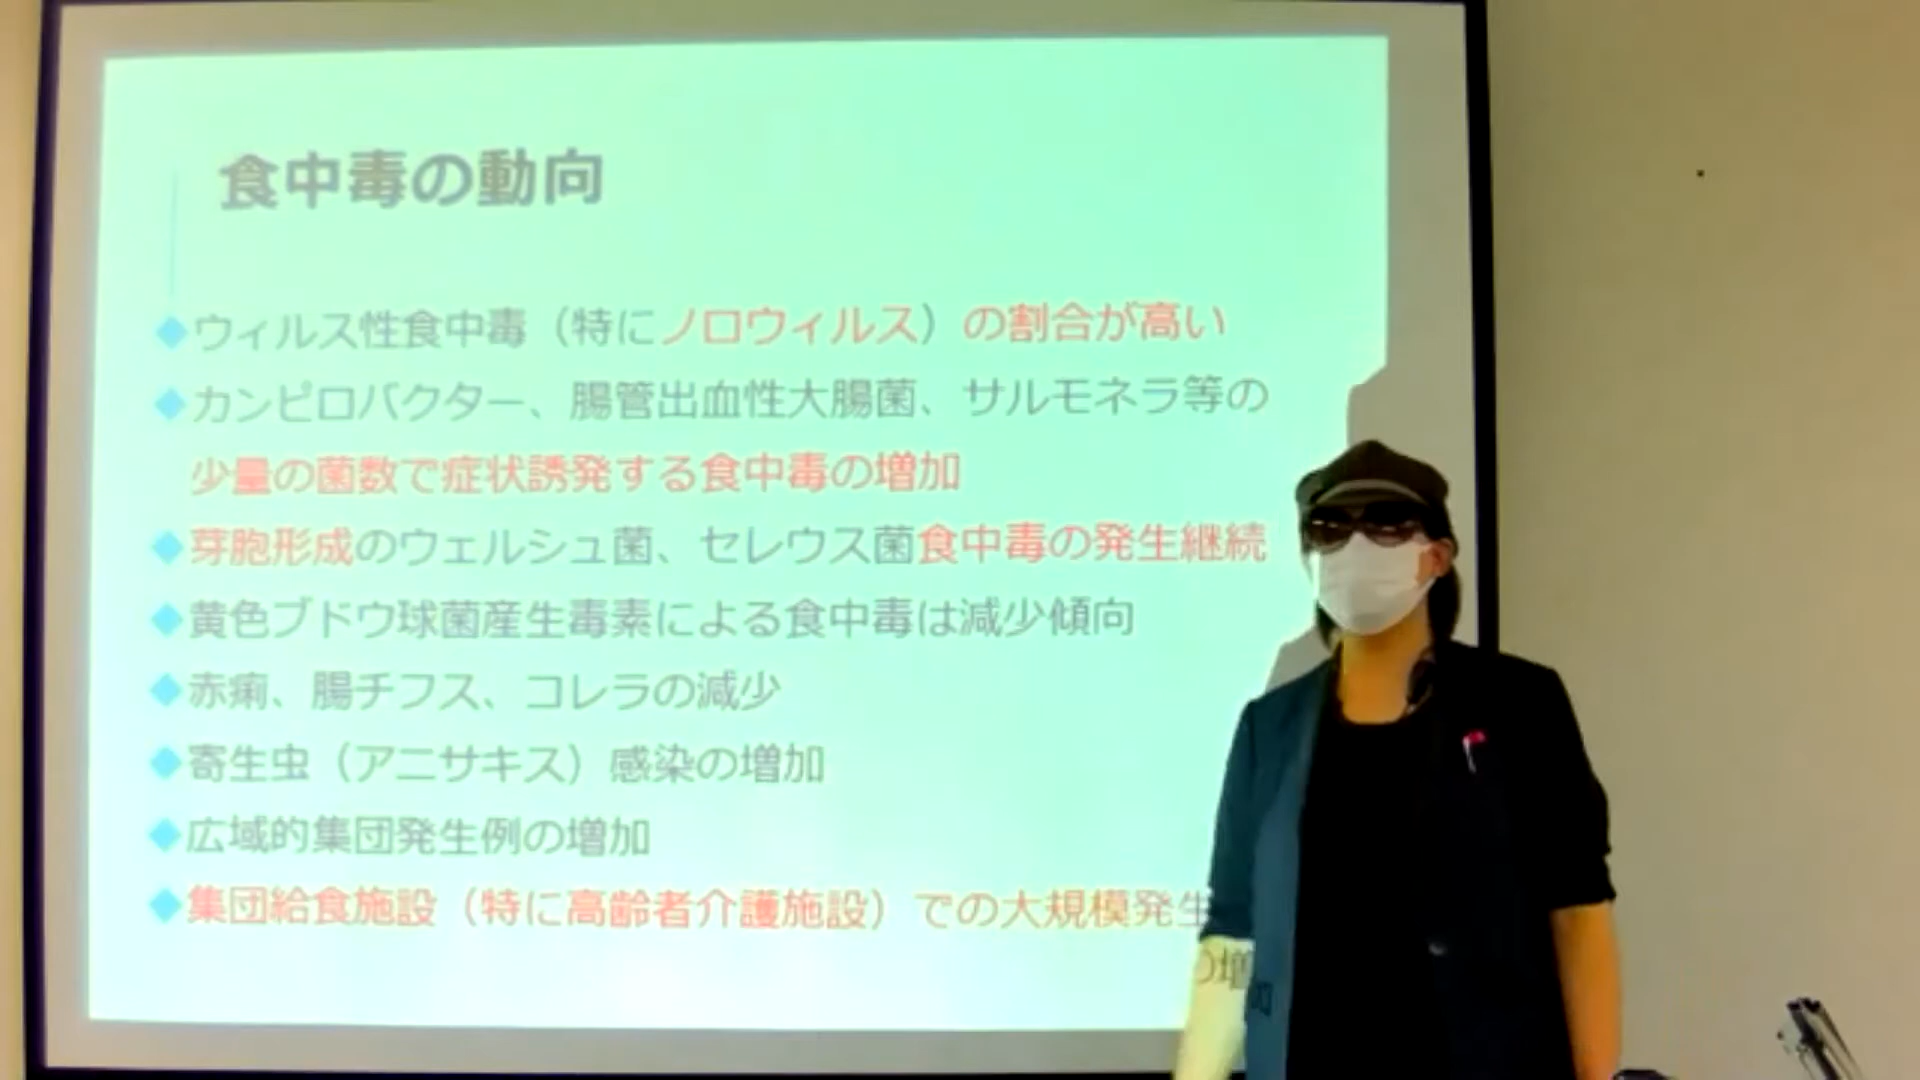 食中毒の動向
◆ウィルス性食中毒（特にノロウィルス）の割合が高い
◆カンピロバクター、腸管出血性大腸菌、サルモネラ等の
少量の菌数で症状誘発する食中毒の増加
◆芽胞形成のウェルシュ菌、セレウス菌食中毒の発生継続
◆黄色ブドウ球菌産生毒素による食中毒は減少傾向
◆赤痢、腸チフス、コレラの減少
◆寄生虫（アニサキス）感染の増加
◆広域的集団発生例の増加
◆集団給食施設（特に高齢者介護施設）での大規模発生の増加